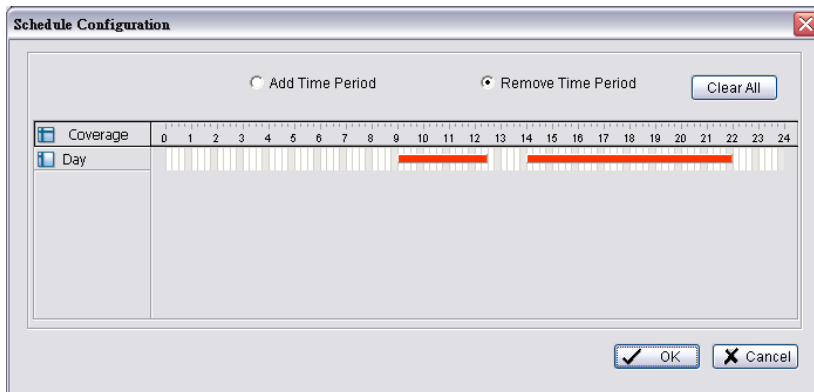 Schedule Configuration
Add Time Period Remove Time Period Clear All
Coverage 0 1 2 3 4 5 6 7 8 9 10 11 12 13 14 15 16 17 18 19 20 21 22 23 24
Day
OK Cancel